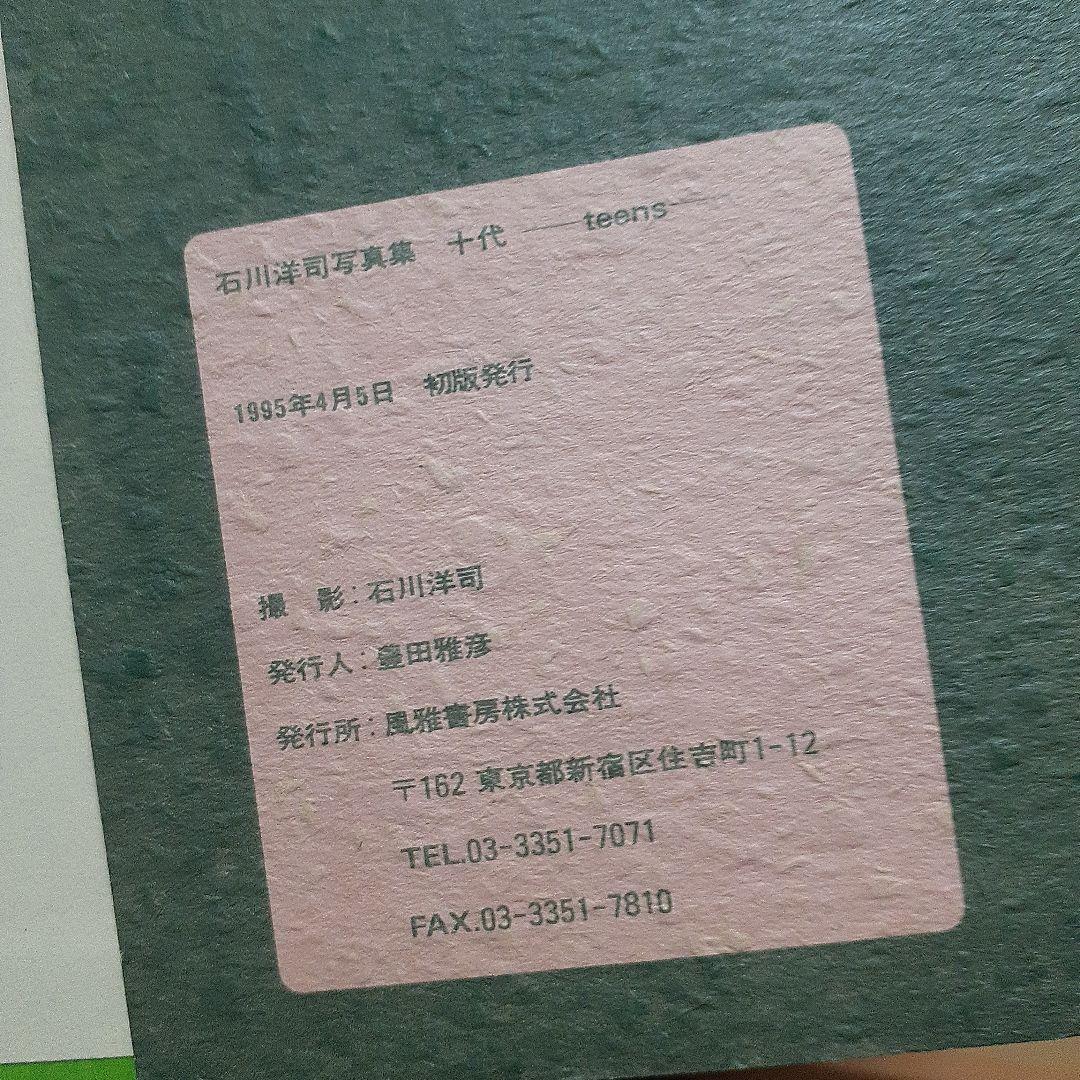 石川洋司写真集　十代 ――teens――
1995年4月5日　初版発行
撮　影：石川洋司
発行人：豊田雅彦
発行所：風雅書房株式会社
〒162 東京都新宿区住吉町1-12
TEL.03-3351-7071
FAX.03-3351-7810